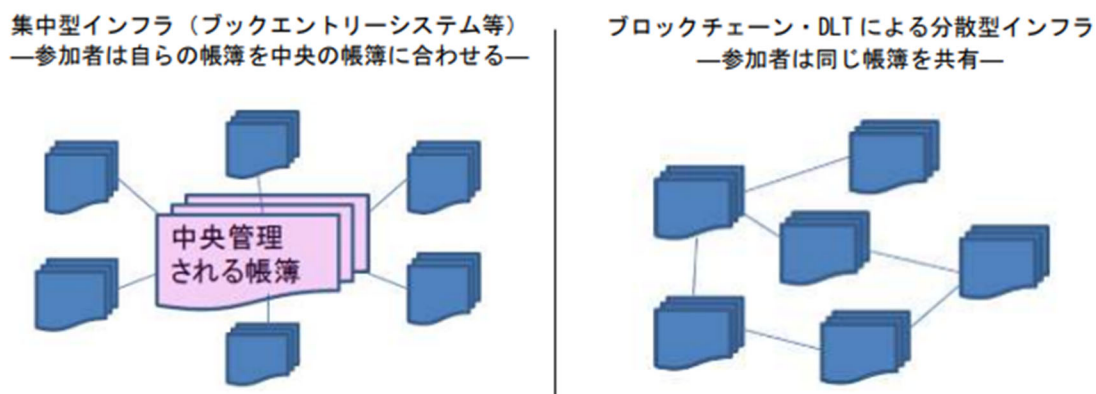 集中型インフラ（ブックエントリーシステム等）
―参加者は自らの帳簿を中央の帳簿に合わせる―
中央管理
される帳簿
ブロックチェーン・DLTによる分散型インフラ
―参加者は同じ帳簿を共有―